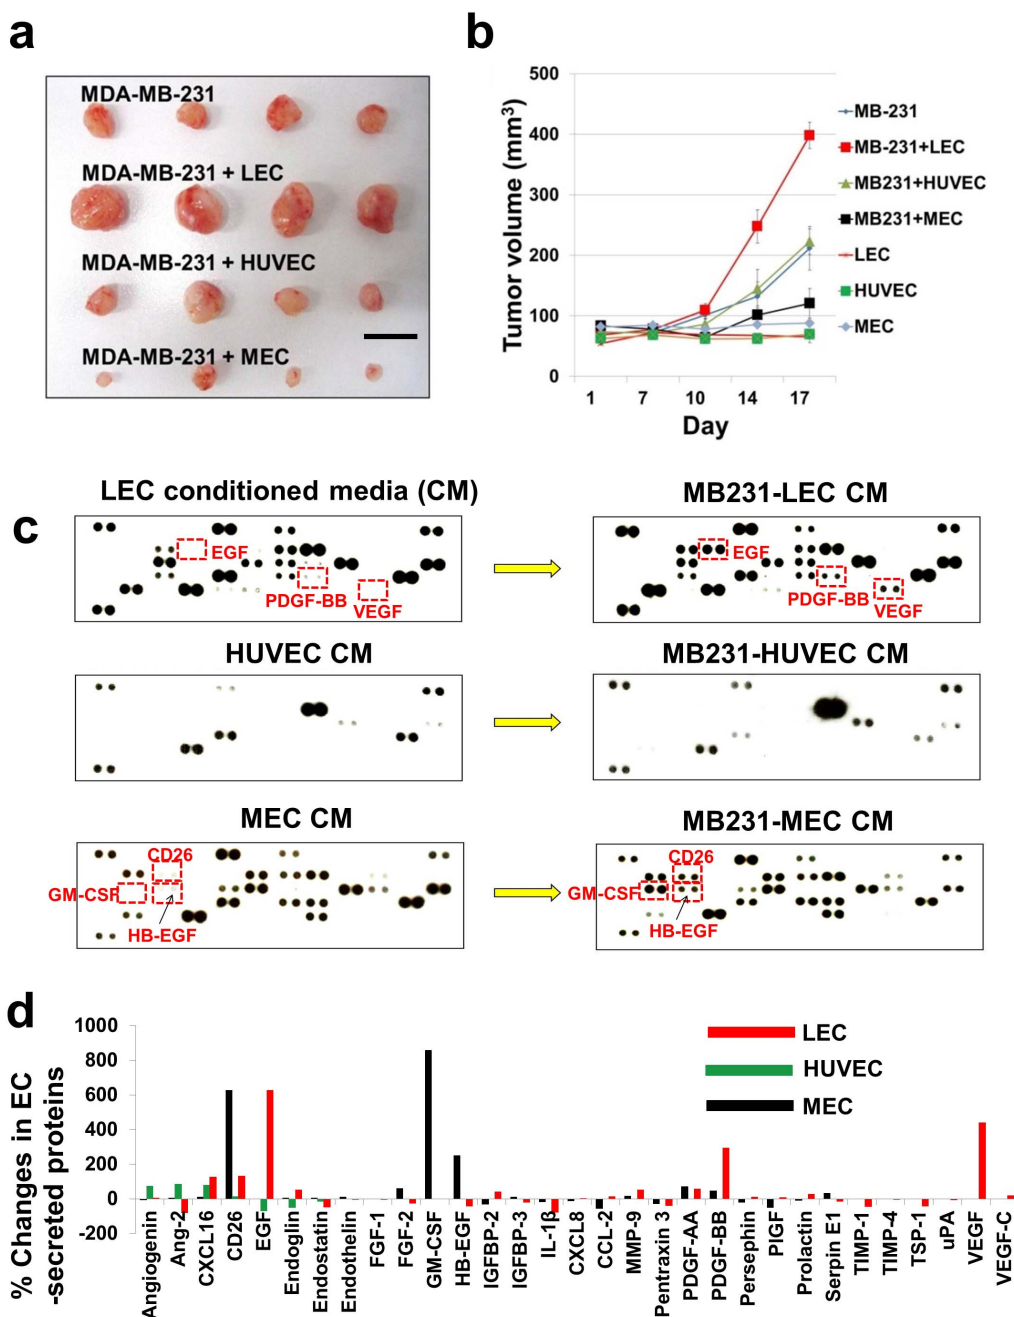 a
MDA-MB-231
MDA-MB-231 + LEC
MDA-MB-231 + HUVEC
MDA-MB-231 + MEC
b
Tumor volume (mm³)
500
400
300
200
100
0
1 7 10 14 17
Day
MB-231
MB-231+LEC
MB231+HUVEC
MB231+MEC
LEC
HUVEC
MEC
c
LEC conditioned media (CM)
EGF
PDGF-BB
VEGF
MB231-LEC CM
EGF
PDGF-BB
VEGF
HUVEC CM
MB231-HUVEC CM
MEC CM
CD26
GM-CSF
HB-EGF
MB231-MEC CM
CD26
GM-CSF
HB-EGF
d
% Changes in EC
-secreted proteins
1000
800
600
400
200
0
-200
LEC
HUVEC
MEC
Angiogenin
Ang-2
CXCL16
CD26
EGF
Endoglin
Endostatin
Endothelin
FGF-1
FGF-2
GM-CSF
HB-EGF
IGFBP-2
IGFBP-3
IL-1β
CXCL8
CCL-2
MMP-9
Pentraxin 3
PDGF-AA
PDGF-BB
Persephin
PlGF
Prolactin
Serpin E1
TIMP-1
TIMP-4
TSP-1
uPA
VEGF
VEGF-C